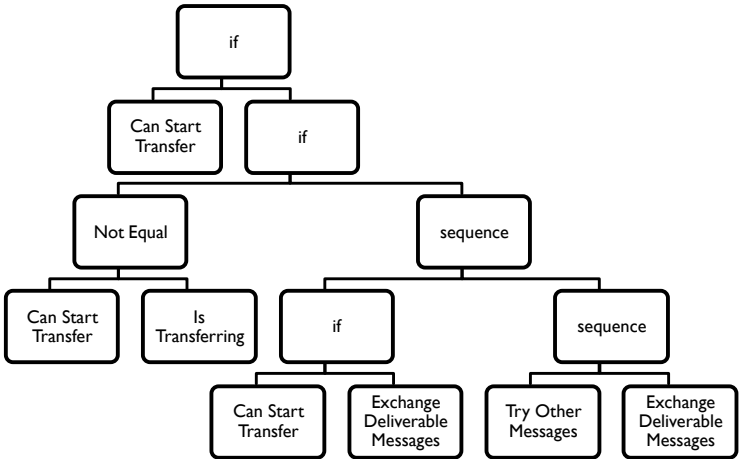 if
Can Start
Transfer
if
Not Equal
sequence
Can Start
Transfer
Is
Transferring
if
sequence
Can Start
Transfer
Exchange
Deliverable
Messages
Try Other
Messages
Exchange
Deliverable
Messages